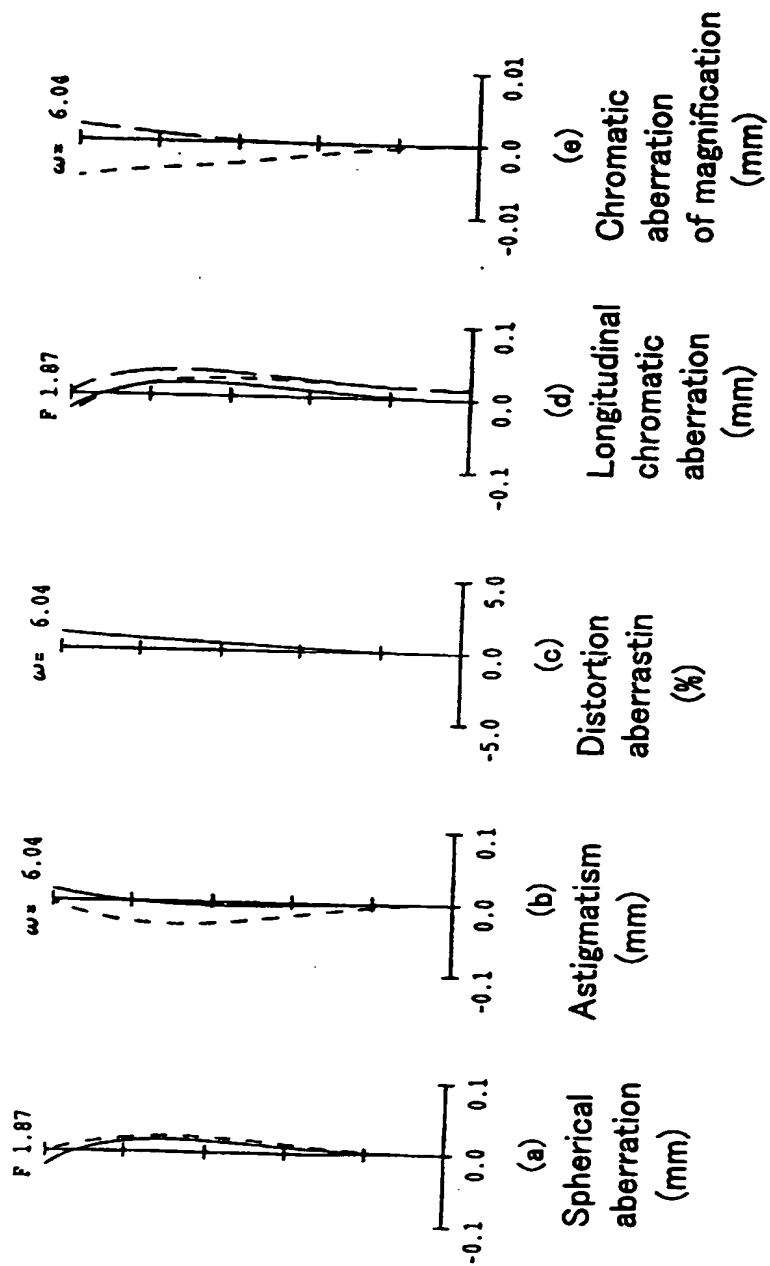 F 1.87
-0.1 0.0 0.1
(a)
Spherical
aberration
(mm)
ω= 6.04
-0.1 0.0 0.1
(b)
Astigmatism
(mm)
ω= 6.04
-5.0 0.0 5.0
(c)
Distortion
aberrastin
(%)
F 1.87
-0.1 0.0 0.1
(d)
Longitudinal
chromatic
aberration
(mm)
ω= 6.04
-0.01 0.0 0.01
(e)
Chromatic
aberration
of magnification
(mm)